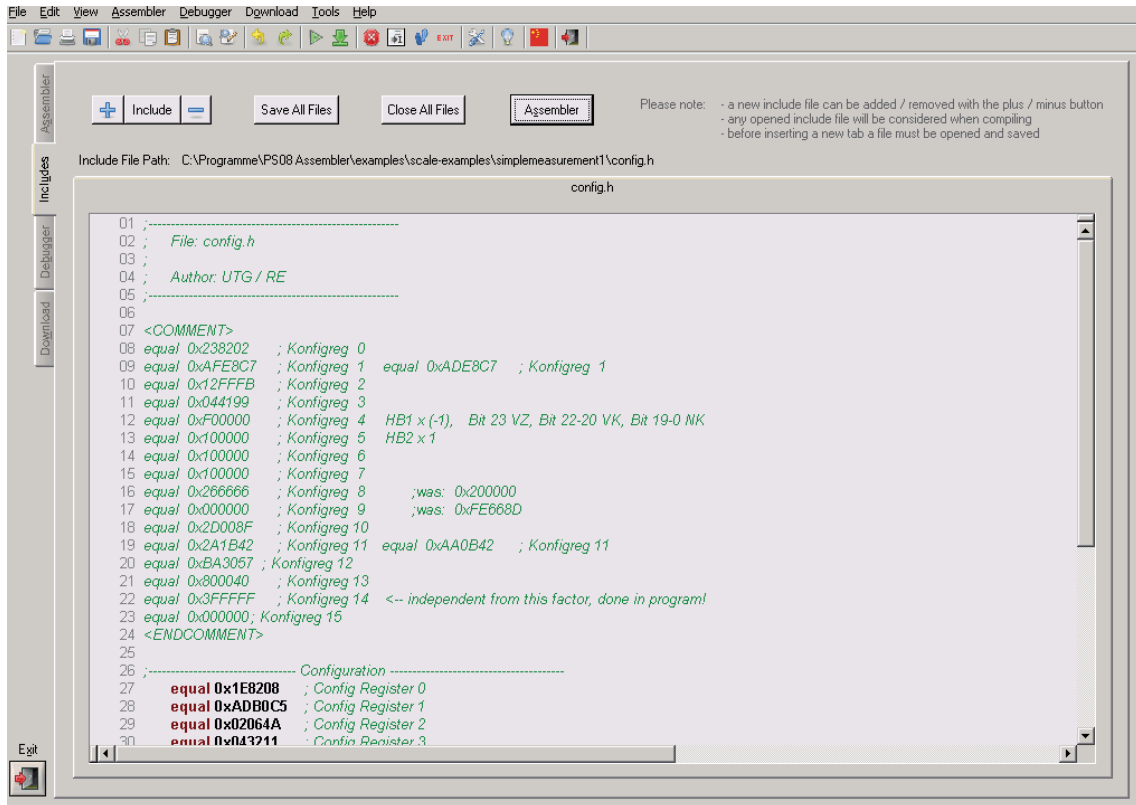 File Edit View Assembler Debugger Download Tools Help
EXIT
Assembler
Includes
Debugger
Download
Include
Save All Files
Close All Files
Assembler
Please note: - a new include file can be added / removed with the plus / minus button
- any opened include file will be considered when compiling
- before inserting a new tab a file must be opened and saved
Include File Path: C:\Programme\PS08 Assembler\examples\scale-examples\simplemeasurement1\config.h
config.h
01 ;----------------------------------------------------------
02 ; File: config.h
03 ;
04 ; Author: UTG / RE
05 ;----------------------------------------------------------
06
07 <COMMENT>
08 equal 0x238202 ; Konfigreg 0
09 equal 0xAFE8C7 ; Konfigreg 1 equal 0xADE8C7 ; Konfigreg 1
10 equal 0x12FFFB ; Konfigreg 2
11 equal 0x044199 ; Konfigreg 3
12 equal 0xF00000 ; Konfigreg 4 HB1 x (-1), Bit 23 VZ, Bit 22-20 VK, Bit 19-0 NK
13 equal 0x100000 ; Konfigreg 5 HB2 x 1
14 equal 0x100000 ; Konfigreg 6
15 equal 0x100000 ; Konfigreg 7
16 equal 0x266666 ; Konfigreg 8 ;was: 0x200000
17 equal 0x000000 ; Konfigreg 9 ;was: 0xFE668D
18 equal 0x2D008F ; Konfigreg 10
19 equal 0x2A1B42 ; Konfigreg 11 equal 0xAA0B42 ; Konfigreg 11
20 equal 0xBA3057 ; Konfigreg 12
21 equal 0x800040 ; Konfigreg 13
22 equal 0x3FFFFF ; Konfigreg 14 <-- independent from this factor, done in program!
23 equal 0x000000; Konfigreg 15
24 <ENDCOMMENT>
25
26 ;---------------------------------- Configuration ----------------------------------------
27 equal 0x1E8208 ; Config Register 0
28 equal 0xADB0C5 ; Config Register 1
29 equal 0x02064A ; Config Register 2
30 equal 0x043211 ; Config Register 3
Exit